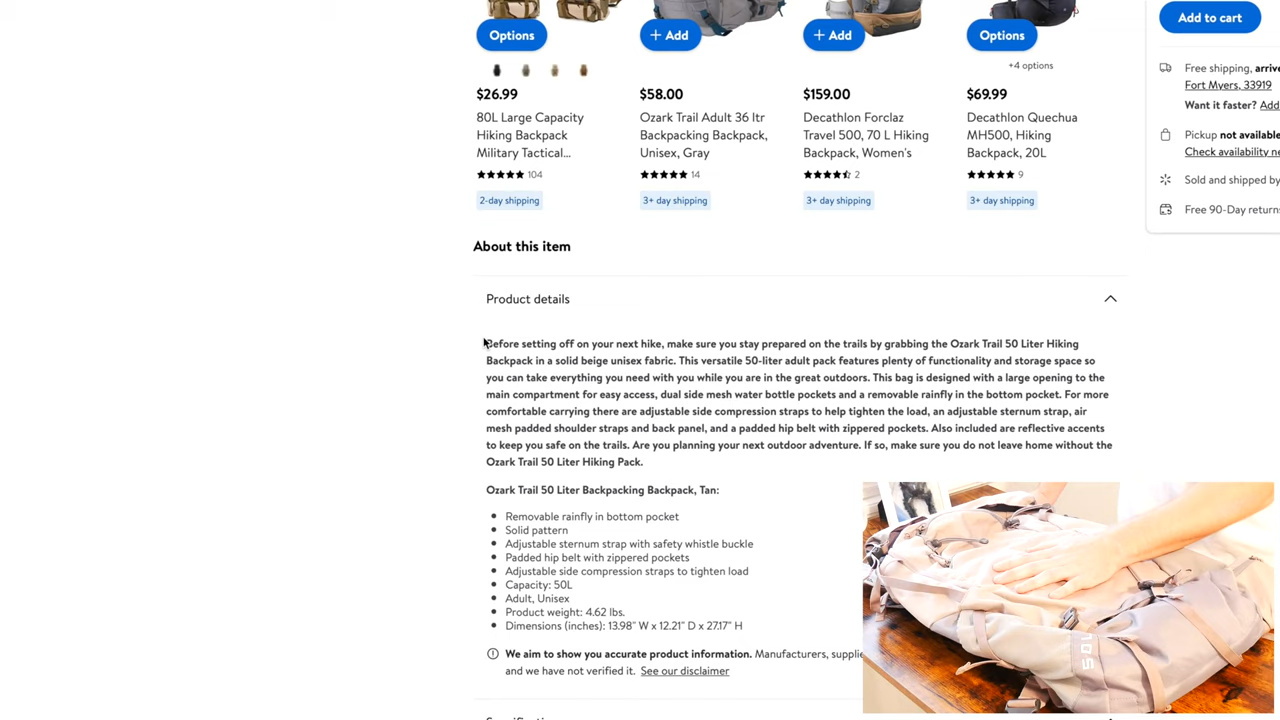 Add to cart
Options
+ Add
+ Add
Options
+4 options
$26.99
$58.00
$159.00
$69.99
80L Large Capacity
Hiking Backpack
Military Tactical...
Ozark Trail Adult 36 ltr
Backpacking Backpack,
Unisex, Gray
Decathlon Forclaz
Travel 500, 70 L Hiking
Backpack, Women's
Decathlon Quechua
MH500, Hiking
Backpack, 20L
104
14
2
9
2-day shipping
3+ day shipping
3+ day shipping
3+ day shipping
Free shipping, arrive
Fort Myers, 33919
Want it faster? Add
Pickup not available
Check availability ne
Sold and shipped by
Free 90-Day return
About this item
Product details
Before setting off on your next hike, make sure you stay prepared on the trails by grabbing the Ozark Trail 50 Liter Hiking
Backpack in a solid beige unisex fabric. This versatile 50-liter adult pack features plenty of functionality and storage space so
you can take everything you need with you while you are in the great outdoors. This bag is designed with a large opening to the
main compartment for easy access, dual side mesh water bottle pockets and a removable rainfly in the bottom pocket. For more
comfortable carrying there are adjustable side compression straps to help tighten the load, an adjustable sternum strap, air
mesh padded shoulder straps and back panel, and a padded hip belt with zippered pockets. Also included are reflective accents
to keep you safe on the trails. Are you planning your next outdoor adventure. If so, make sure you do not leave home without the
Ozark Trail 50 Liter Hiking Pack.
Ozark Trail 50 Liter Backpacking Backpack, Tan:
Removable rainfly in bottom pocket
Solid pattern
Adjustable sternum strap with safety whistle buckle
Padded hip belt with zippered pockets
Adjustable side compression straps to tighten load
Capacity: 50L
Adult, Unisex
Product weight: 4.62 lbs.
Dimensions (inches): 13.98" W x 12.21" D x 27.17" H
We aim to show you accurate product information. Manufacturers, supplie
and we have not verified it. See our disclaimer